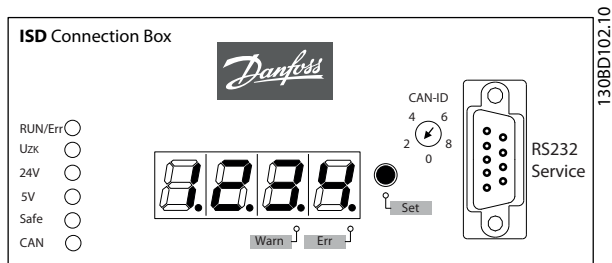 ISD Connection Box
Danfoss
130BD102.10
CAN-ID
4 6
2 8
0
RUN/Err
UZK
24V
5V
Safe
CAN
1.2.3.4.
Set
Warn Err
RS232
Service